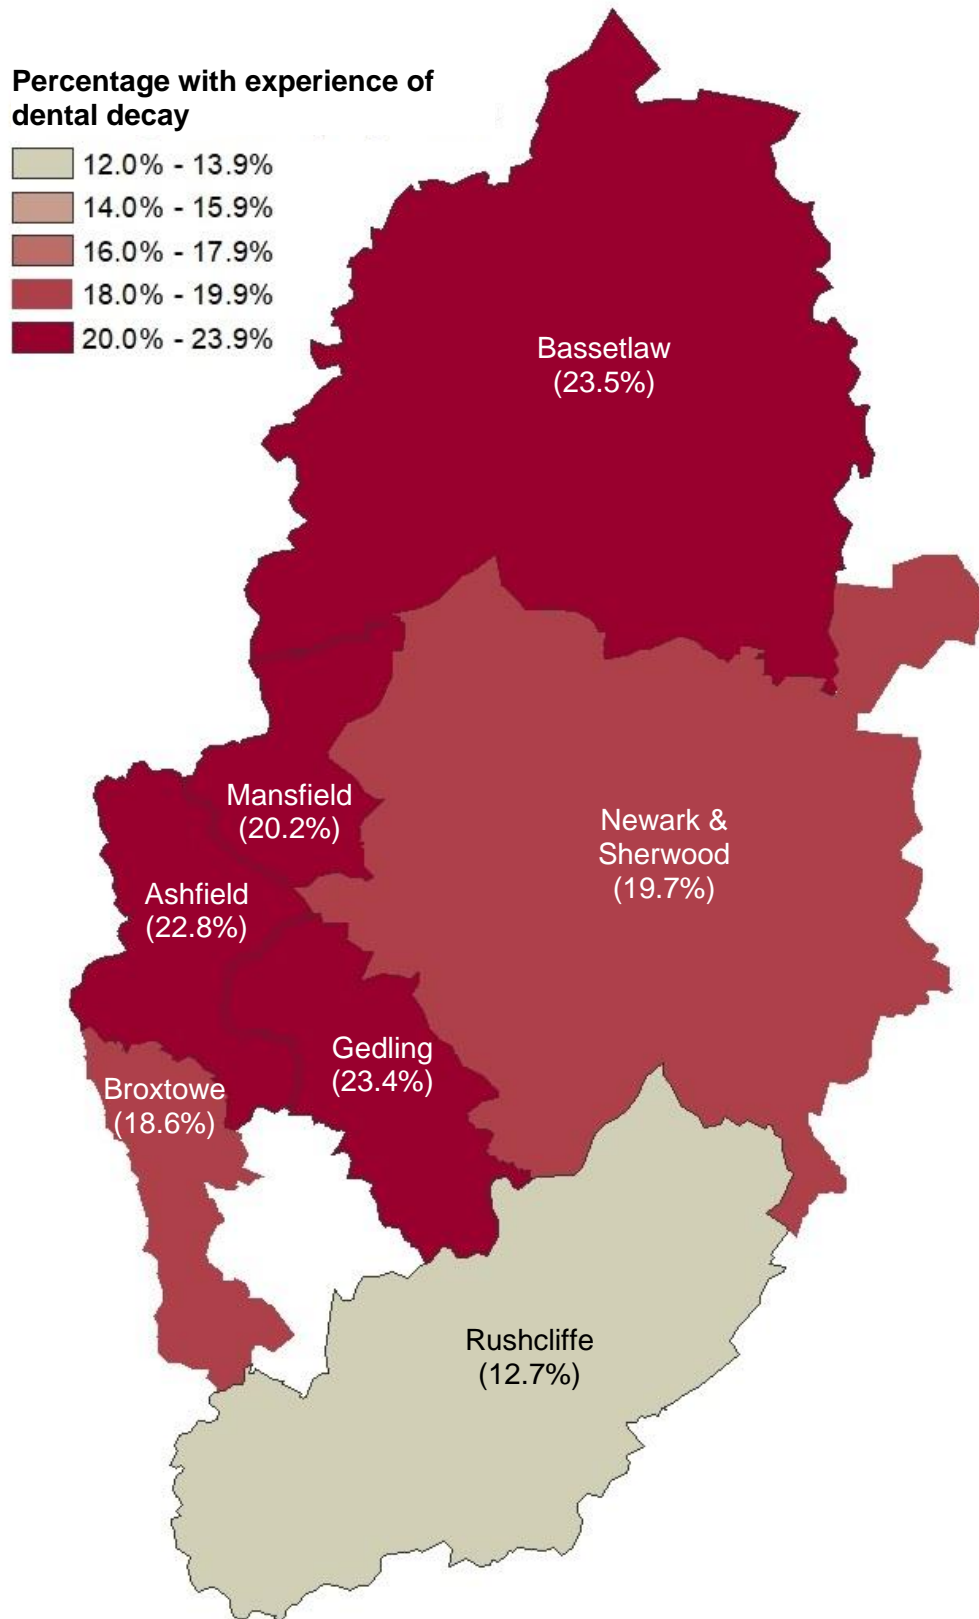 Percentage with experience of
dental decay
12.0% - 13.9%
14.0% - 15.9%
16.0% - 17.9%
18.0% - 19.9%
20.0% - 23.9%
Bassetlaw
(23.5%)
Mansfield
(20.2%)
Newark &
Sherwood
(19.7%)
Ashfield
(22.8%)
Gedling
(23.4%)
Broxtowe
(18.6%)
Rushcliffe
(12.7%)